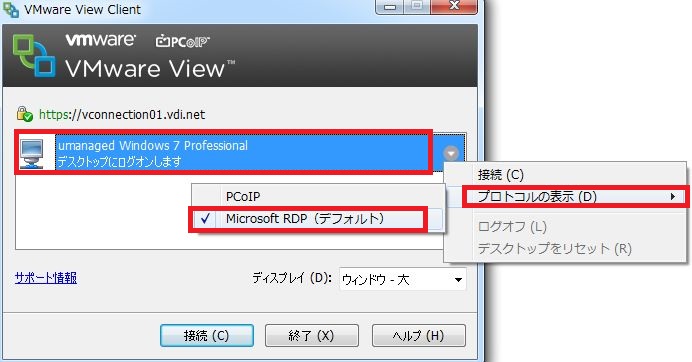 VMware View Client
vmware PCoIP
VMware View™
https://vconnection01.vdi.net
umanaged Windows 7 Professional
デスクトップにログオンします
接続 (C)
プロトコルの表示 (D)
ログオフ (L)
デスクトップをリセット (R)
PCoIP
Microsoft RDP（デフォルト）
サポート情報
ディスプレイ (D): ウィンドウ - 大
接続 (C) 終了 (X) ヘルプ (H)